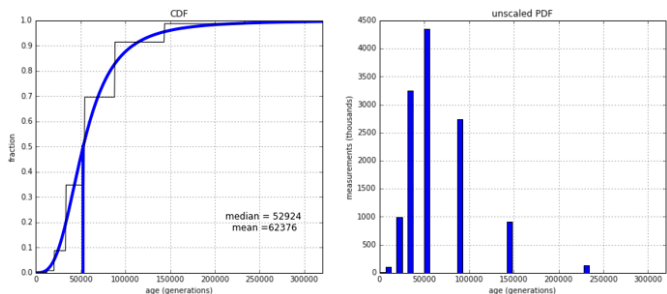 CDF
1.0
0.9
0.8
0.7
0.6
0.5
0.4
0.3
0.2
0.1
0.0
fraction
median = 52924
mean =62376
0 50000 100000 150000 200000 250000 300000
age (generations)
unscaled PDF
4500
4000
3500
3000
2500
2000
1500
1000
500
0
measurements (thousands)
0 50000 100000 150000 200000 250000 300000
age (generations)